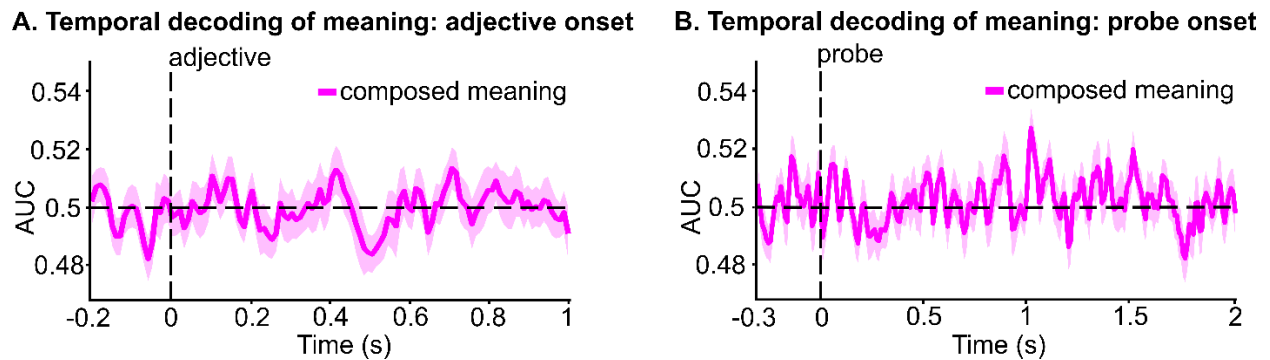 A. Temporal decoding of meaning: adjective onset
adjective
composed meaning
0.54
0.52
0.5
0.48
AUC
-0.2
0
0.2
0.4
0.6
0.8
1
Time (s)
B. Temporal decoding of meaning: probe onset
probe
composed meaning
0.54
0.52
0.5
0.48
AUC
-0.3
0
0.5
1
1.5
2
Time (s)